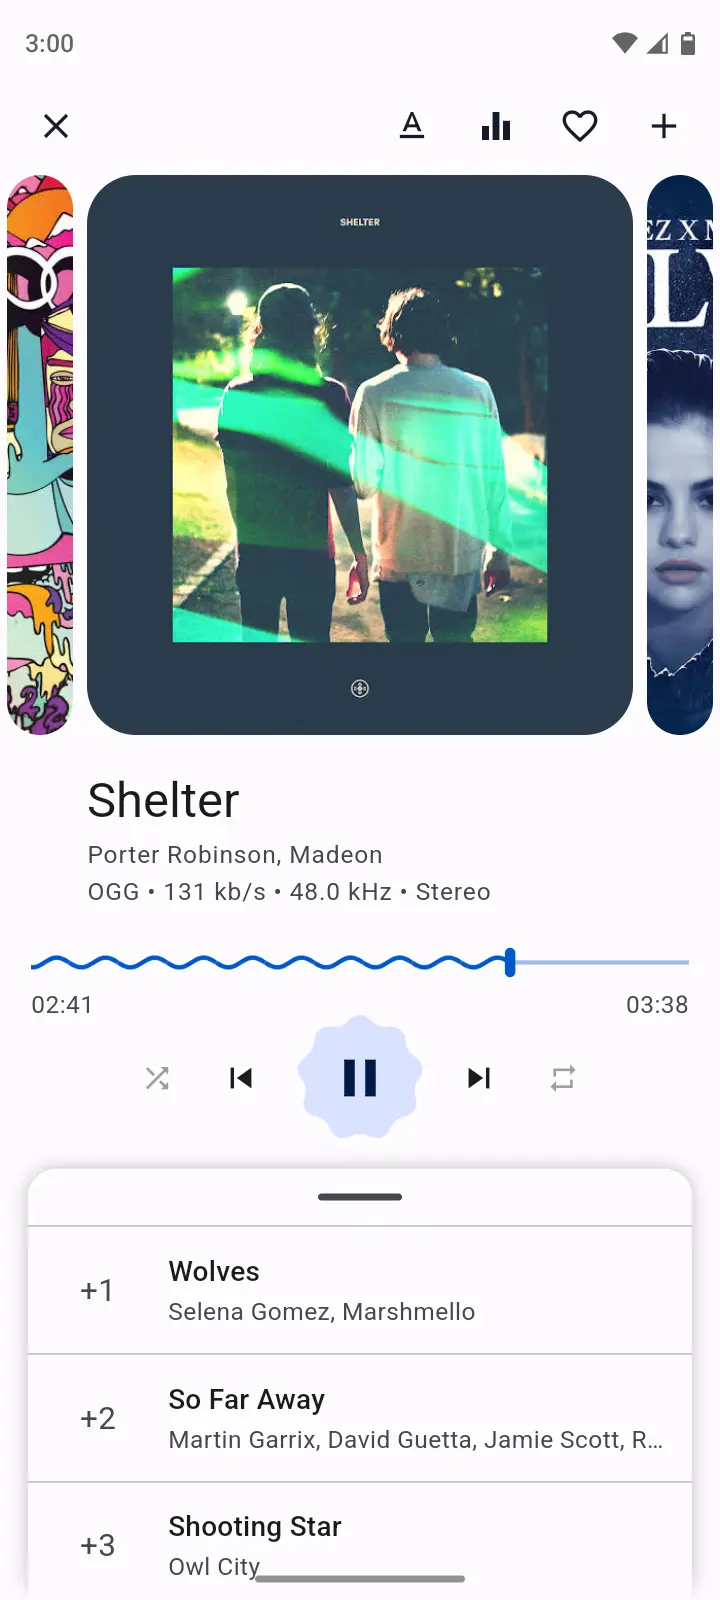 3:00
A
SHELTER
EZ X M
LV
Shelter
Porter Robinson, Madeon
OGG • 131 kb/s • 48.0 kHz • Stereo
02:41
03:38
+1
Wolves
Selena Gomez, Marshmello
+2
So Far Away
Martin Garrix, David Guetta, Jamie Scott, R…
+3
Shooting Star
Owl City